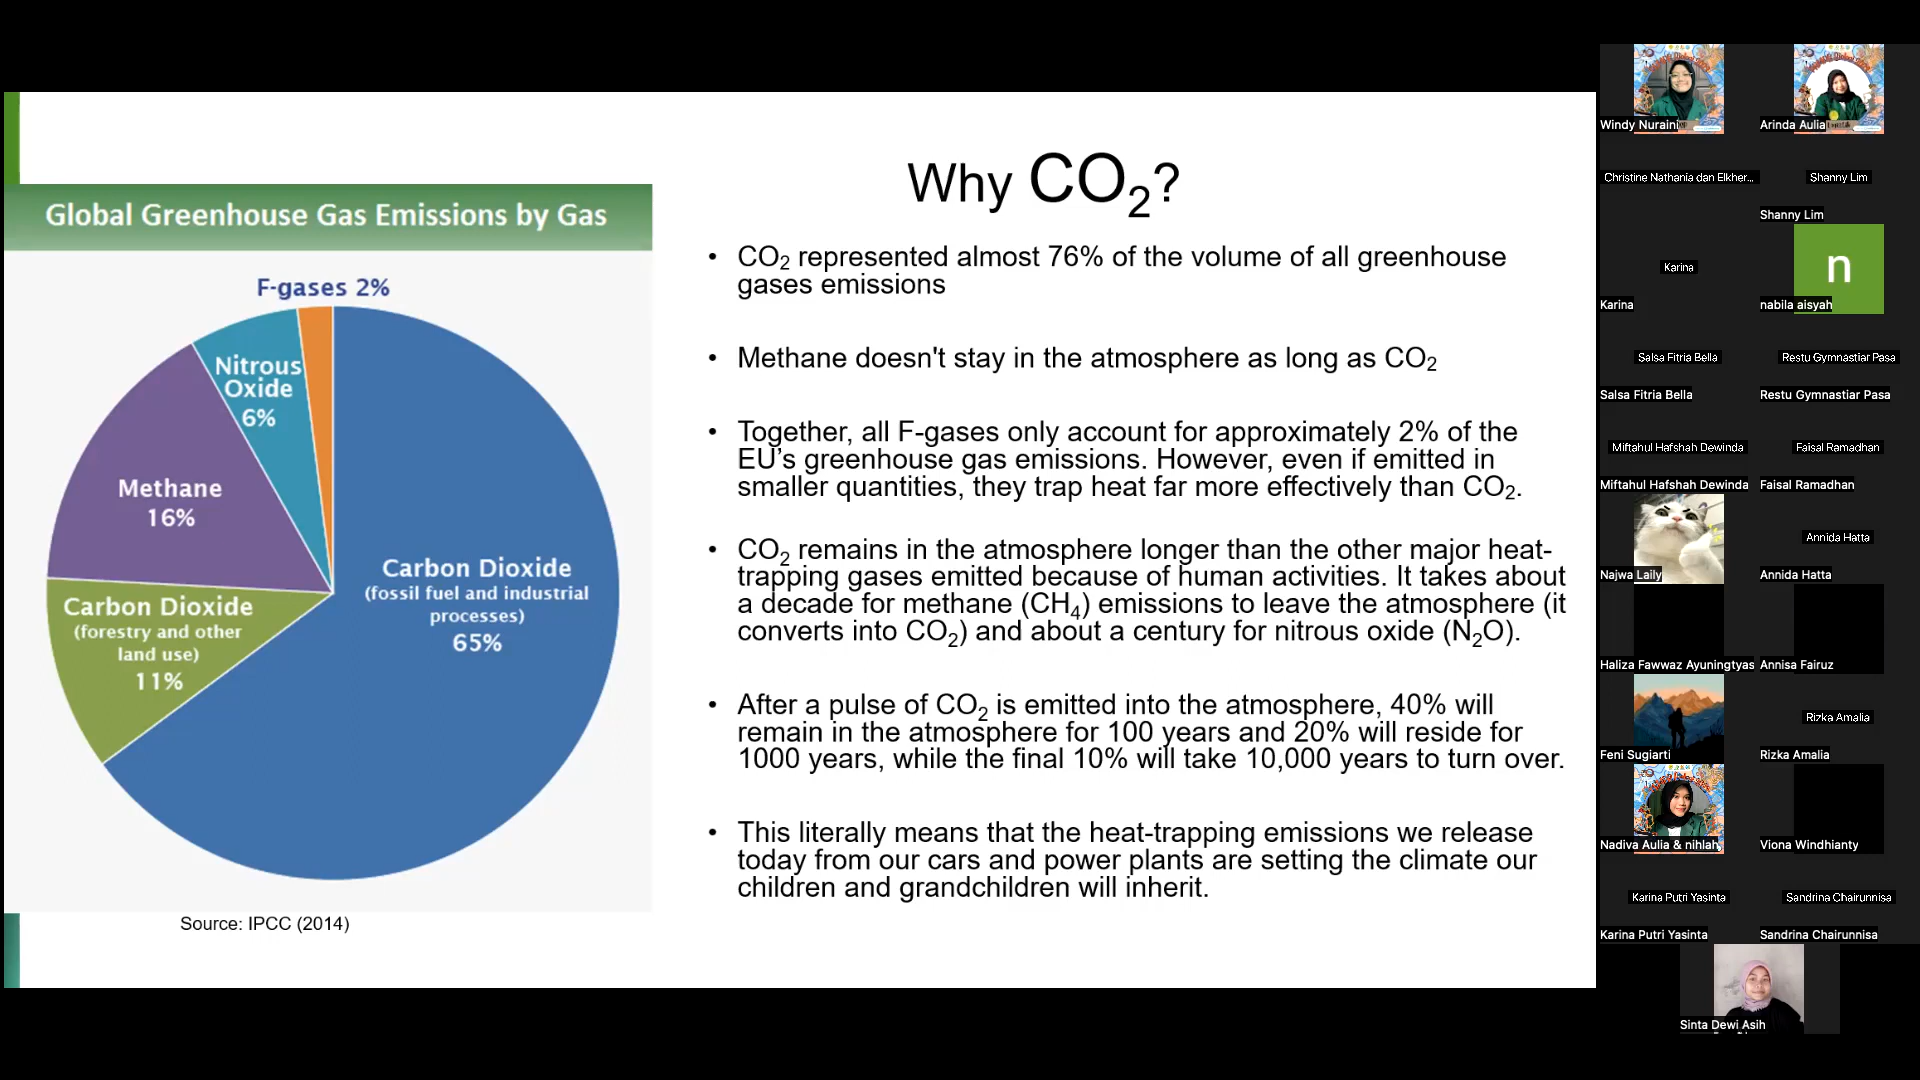 Global Greenhouse Gas Emissions by Gas
F-gases 2%
Nitrous
Oxide
6%
Methane
16%
Carbon Dioxide
(forestry and other
land use)
11%
Carbon Dioxide
(fossil fuel and industrial
processes)
65%
Source: IPCC (2014)
Why CO₂?
• CO₂ represented almost 76% of the volume of all greenhouse
gases emissions
• Methane doesn't stay in the atmosphere as long as CO₂
• Together, all F-gases only account for approximately 2% of the
EU’s greenhouse gas emissions. However, even if emitted in
smaller quantities, they trap heat far more effectively than CO₂.
• CO₂ remains in the atmosphere longer than the other major heat-
trapping gases emitted because of human activities. It takes about
a decade for methane (CH₄) emissions to leave the atmosphere (it
converts into CO₂) and about a century for nitrous oxide (N₂O).
• After a pulse of CO₂ is emitted into the atmosphere, 40% will
remain in the atmosphere for 100 years and 20% will reside for
1000 years, while the final 10% will take 10,000 years to turn over.
• This literally means that the heat-trapping emissions we release
today from our cars and power plants are setting the climate our
children and grandchildren will inherit.
Windy Nuraini
Arinda Aulia
Christine Nathania dan Elkher...
Shanny Lim
Shanny Lim
Karina
Karina
n
nabila aisyah
Salsa Fitria Bella
Salsa Fitria Bella
Restu Gymnastiar Pasa
Restu Gymnastiar Pasa
Miftahul Hafshah Dewinda
Miftahul Hafshah Dewinda
Faisal Ramadhan
Faisal Ramadhan
Najwa Laily
Annida Hatta
Annida Hatta
Haliza Fawwaz Ayuningtyas
Annisa Fairuz
Feni Sugiarti
Rizka Amalia
Rizka Amalia
Nadiva Aulia & nihlah
Viona Windhianty
Karina Putri Yasinta
Karina Putri Yasinta
Sandrina Chairunnisa
Sandrina Chairunnisa
Sinta Dewi Asih